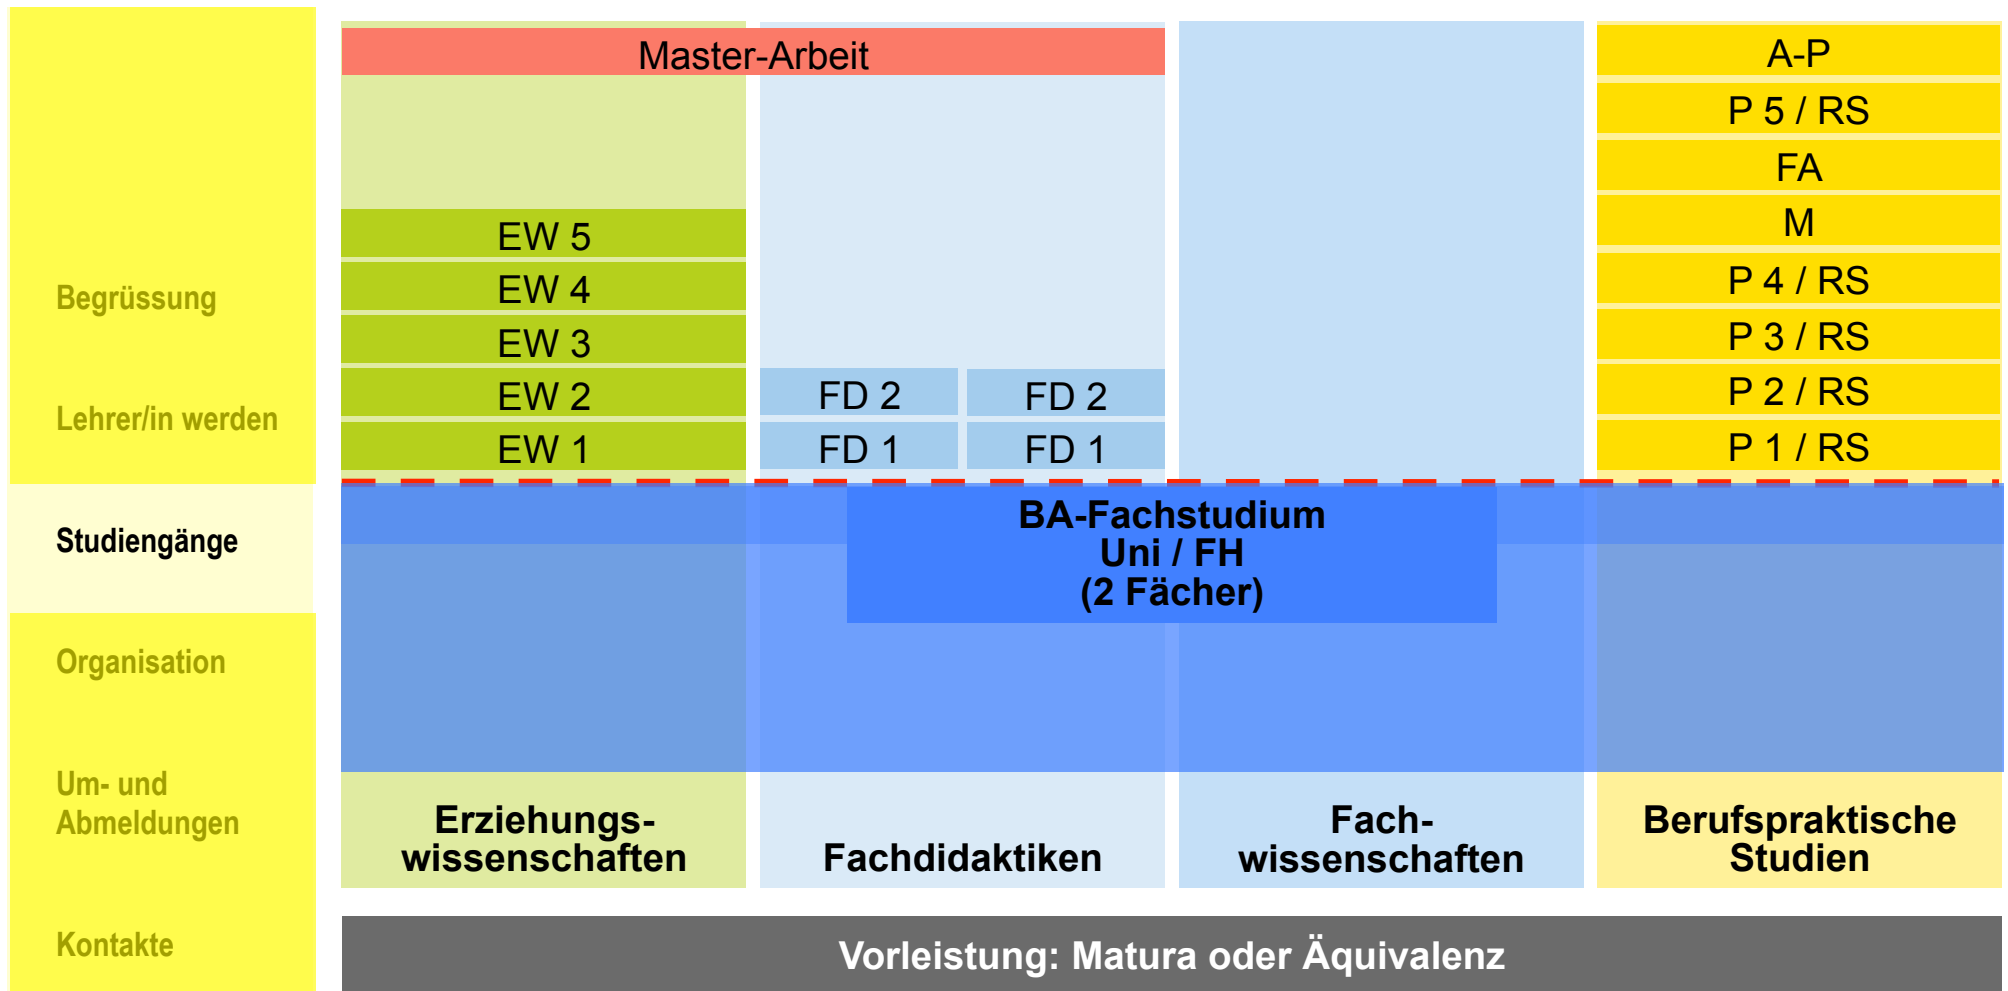 Begrüssung
Lehrer/in werden
Studiengänge
Organisation
Um- und
Abmeldungen
Kontakte
Master-Arbeit
EW 5
EW 4
EW 3
EW 2
EW 1
FD 2 FD 2
FD 1 FD 1
A-P
P 5 / RS
FA
M
P 4 / RS
P 3 / RS
P 2 / RS
P 1 / RS
BA-Fachstudium
Uni / FH
(2 Fächer)
Erziehungs-
wissenschaften
Fachdidaktiken
Fach-
wissenschaften
Berufspraktische
Studien
Vorleistung: Matura oder Äquivalenz